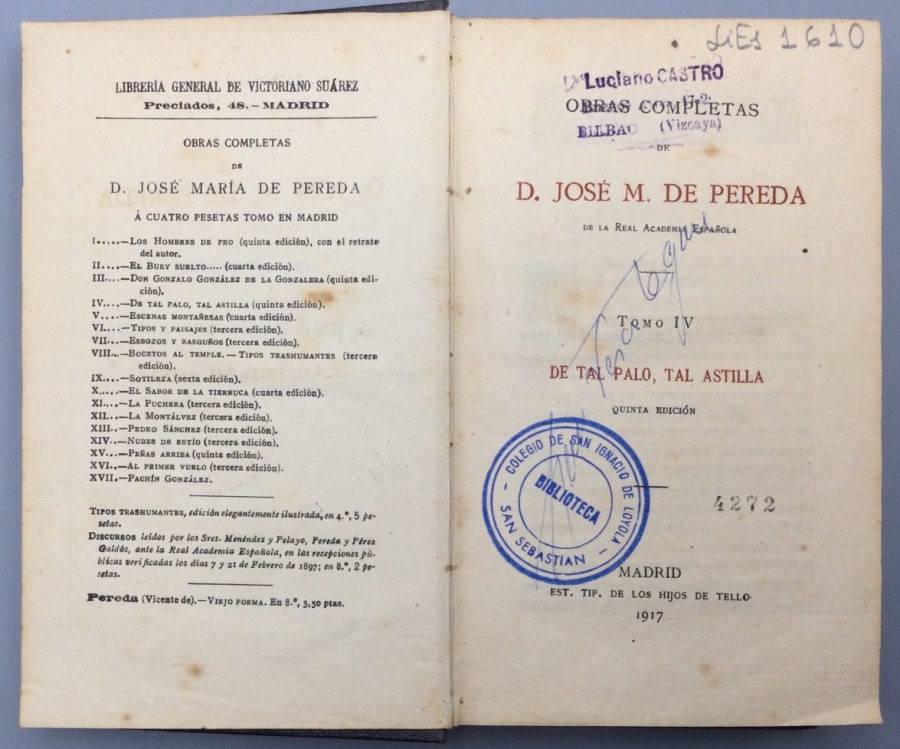 LIBRERÍA GENERAL DE VICTORIANO SUÁREZ
Preciados, 48.—MADRID
OBRAS COMPLETAS
DE
D. JOSÉ MARÍA DE PEREDA
Á CUATRO PESETAS TOMO EN MADRID
I.....—Los Hombres de pro (quinta edición), con el retrato
del autor.
II....—El Buey suelto..... (cuarta edición).
III....—Don Gonzalo González de la Gonzalera (quinta edi-
ción).
IV....—De tal palo, tal astilla (quinta edición).
V....—Escenas montañesas (cuarta edición).
VI....—Tipos y paisajes (tercera edición).
VII...—Esbozos y rasguños (tercera edición).
VIII..—Bocetos al temple.—Tipos trashumantes (tercera
edición).
IX....—Sotileza (sexta edición).
X....—El Sabor de la tierruca (cuarta edición).
XI...—La Puchera (tercera edición).
XII...—La Montálvez (tercera edición).
XIII..—Pedro Sánchez (tercera edición).
XIV..—Nubes de estío (tercera edición).
XV...—Peñas arriba (quinta edición).
XVI..—Al primer vuelo (tercera edición).
XVII.—Pachín González.
Tipos trashumantes, edición elegantemente ilustrada, en 4.º, 5 pe-
setas.
Discursos leídos por los Sres. Menéndez y Pelayo, Pereda y Pérez
Galdós, ante la Real Academia Española, en las recepciones pú-
blicas verificadas los días 7 y 21 de Febrero de 1897; en 8.º, 2 pe-
setas.
Pereda (Vicente de).—Viejo poema. En 8.º, 3,50 ptas.
LiEs 1610
Luciano CASTRO
BILBAO (Vizcaya)
OBRAS COMPLETAS
DE
D. JOSÉ M. DE PEREDA
DE LA REAL ACADEMIA ESPAÑOLA
Tomo IV
DE TAL PALO, TAL ASTILLA
QUINTA EDICIÓN
COLEGIO DE SAN IGNACIO DE LOYOLA
BIBLIOTECA
SAN SEBASTIAN
4272
MADRID
EST. TIP. DE LOS HIJOS DE TELLO
1917